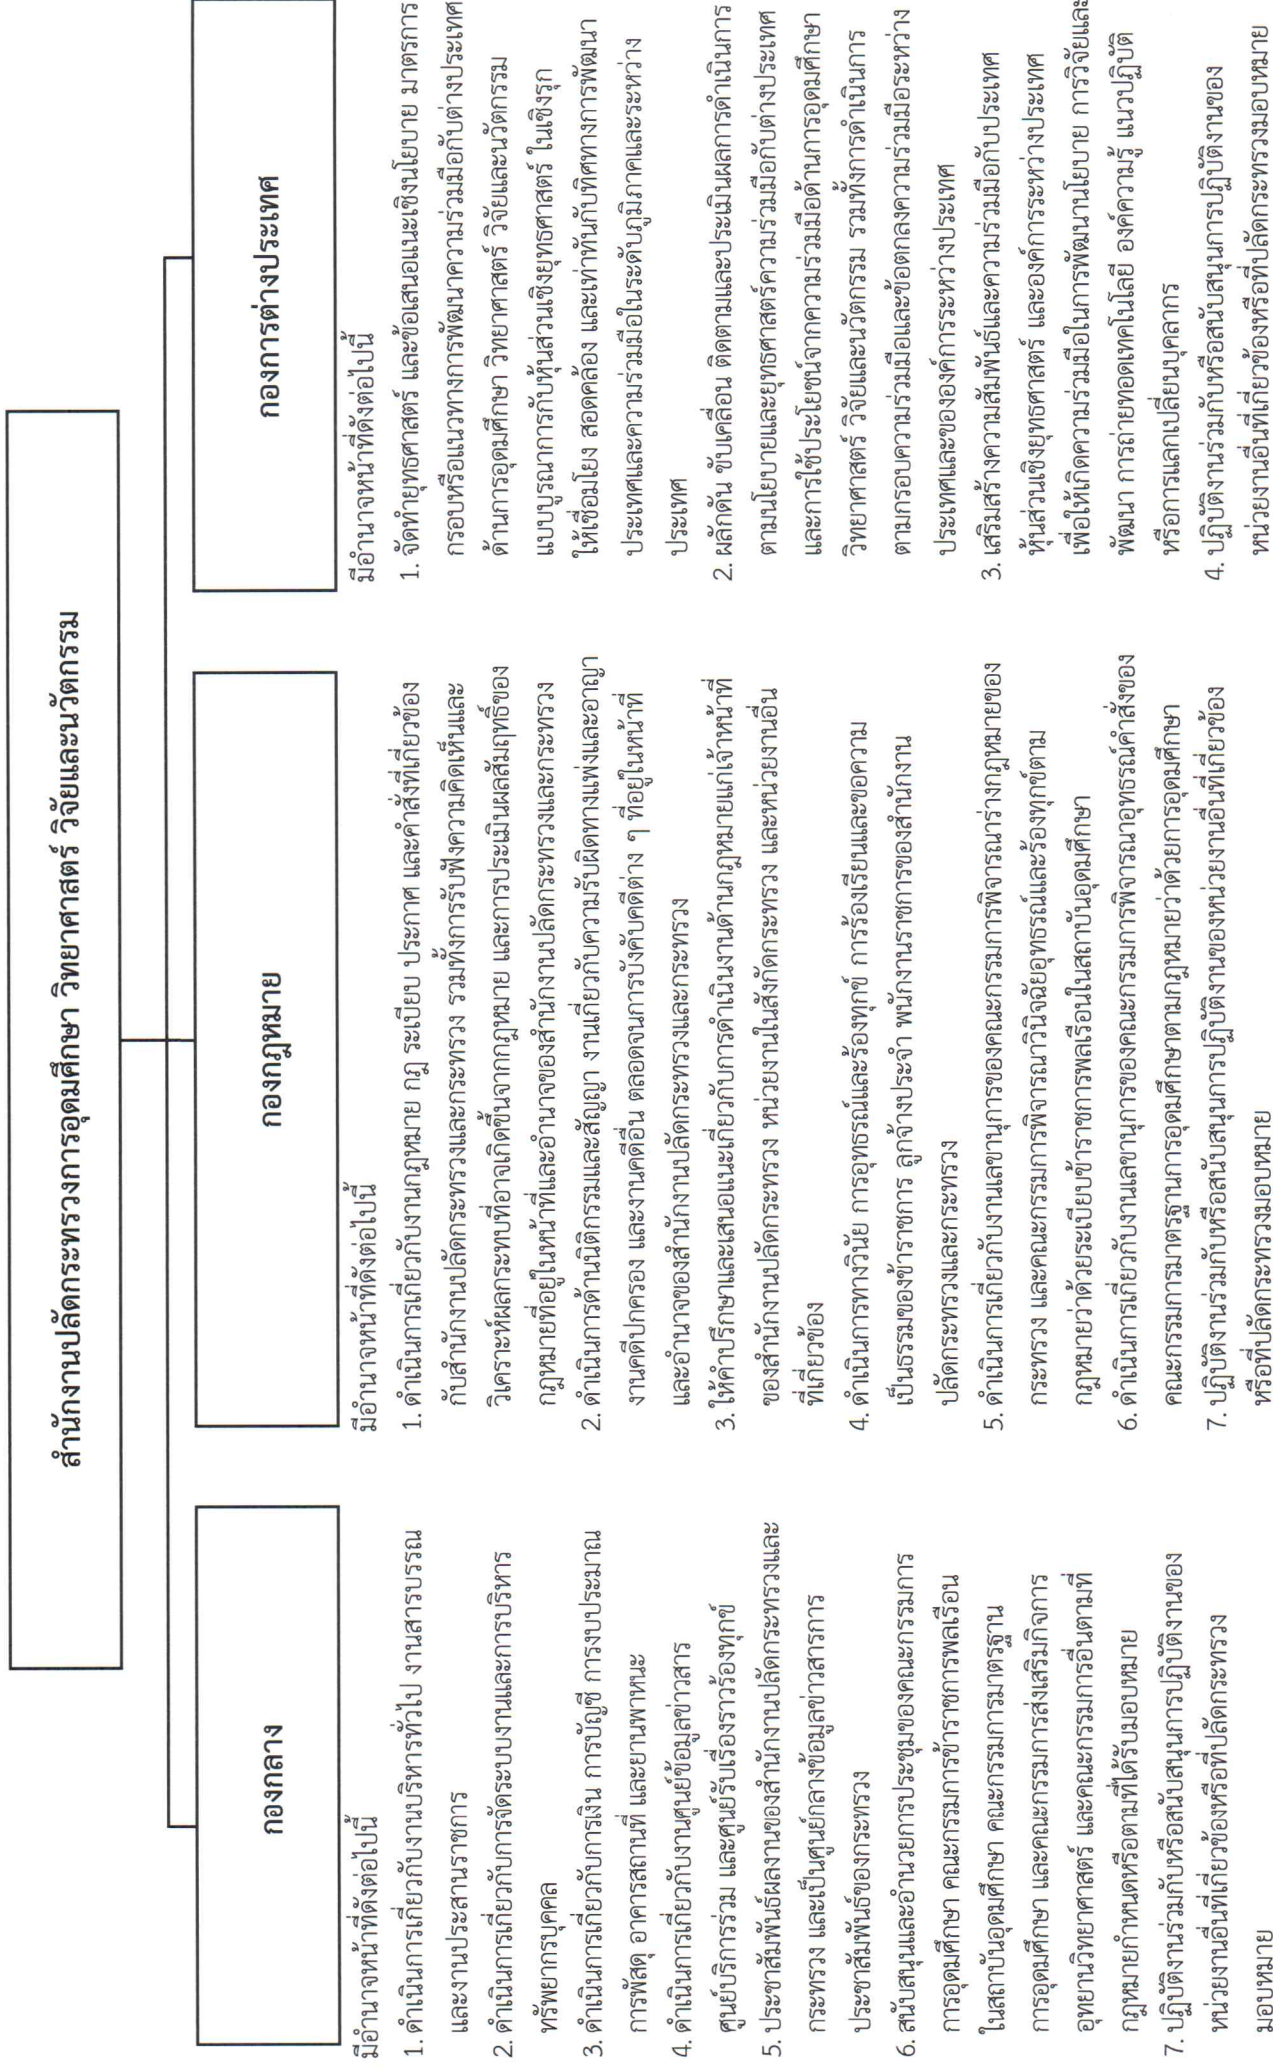 สำนักงานปลัดกระทรวงการอุดมศึกษา วิทยาศาสตร์ วิจัยและนวัตกรรม
กองกลาง
มีอำนาจหน้าที่ดังต่อไปนี้
1. ดำเนินการเกี่ยวกับงานบริหารทั่วไป งานสารบรรณ
และงานประสานราชการ
2. ดำเนินการเกี่ยวกับการจัดระบบงานและการบริหาร
ทรัพยากรบุคคล
3. ดำเนินการเกี่ยวกับการเงิน การบัญชี การงบประมาณ
การพัสดุ อาคารสถานที่ และยานพาหนะ
4. ดำเนินการเกี่ยวกับงานศูนย์ข้อมูลข่าวสาร
ศูนย์บริการร่วม และศูนย์รับเรื่องราวร้องทุกข์
5. ประชาสัมพันธ์ผลงานของสำนักงานปลัดกระทรวงและ
กระทรวง และเป็นศูนย์กลางข้อมูลข่าวสารการ
ประชาสัมพันธ์ของกระทรวง
6. สนับสนุนและอำนวยการประชุมของคณะกรรมการ
การอุดมศึกษา คณะกรรมการข้าราชการพลเรือน
ในสถาบันอุดมศึกษา คณะกรรมการมาตรฐาน
การอุดมศึกษา และคณะกรรมการส่งเสริมกิจการ
อุทยานวิทยาศาสตร์ และคณะกรรมการอื่นตามที่
กฎหมายกำหนดหรือตามที่ได้รับมอบหมาย
7. ปฏิบัติงานร่วมกับหรือสนับสนุนการปฏิบัติงานของ
หน่วยงานอื่นที่เกี่ยวข้องหรือที่ปลัดกระทรวง
มอบหมาย
กองกฎหมาย
มีอำนาจหน้าที่ดังต่อไปนี้
1. ดำเนินการเกี่ยวกับงานกฎหมาย กฎ ระเบียบ ประกาศ และคำสั่งที่เกี่ยวข้อง
กับสำนักงานปลัดกระทรวงและกระทรวง รวมทั้งการรับฟังความคิดเห็นและ
วิเคราะห์ผลกระทบที่อาจเกิดขึ้นจากกฎหมาย และการประเมินผลสัมฤทธิ์ของ
กฎหมายที่อยู่ในหน้าที่และอำนาจของสำนักงานปลัดกระทรวงและกระทรวง
2. ดำเนินการด้านนิติกรรมและสัญญา งานเกี่ยวกับความรับผิดทางแพ่งและอาญา
งานคดีปกครอง และงานคดีอื่น ตลอดจนการบังคับคดีต่าง ๆ ที่อยู่ในหน้าที่
และอำนาจของสำนักงานปลัดกระทรวงและกระทรวง
3. ให้คำปรึกษาและเสนอแนะเกี่ยวกับการดำเนินงานด้านกฎหมายแก่เจ้าหน้าที่
ของสำนักงานปลัดกระทรวง หน่วยงานในสังกัดกระทรวง และหน่วยงานอื่น
ที่เกี่ยวข้อง
4. ดำเนินการทางวินัย การอุทธรณ์และร้องทุกข์ การร้องเรียนและขอความ
เป็นธรรมของข้าราชการ ลูกจ้างประจำ พนักงานราชการของสำนักงาน
ปลัดกระทรวงและกระทรวง
5. ดำเนินการเกี่ยวกับงานเลขานุการของคณะกรรมการพิจารณาร่างกฎหมายของ
กระทรวง และคณะกรรมการพิจารณาวินิจฉัยอุทธรณ์และร้องทุกข์ตาม
กฎหมายว่าด้วยระเบียบข้าราชการพลเรือนในสถาบันอุดมศึกษา
6. ดำเนินการเกี่ยวกับงานเลขานุการของคณะกรรมการพิจารณาอุทธรณ์คำสั่งของ
คณะกรรมการมาตรฐานการอุดมศึกษาตามกฎหมายว่าด้วยการอุดมศึกษา
7. ปฏิบัติงานร่วมกับหรือสนับสนุนการปฏิบัติงานของหน่วยงานอื่นที่เกี่ยวข้อง
หรือที่ปลัดกระทรวงมอบหมาย
กองการต่างประเทศ
มีอำนาจหน้าที่ดังต่อไปนี้
1. จัดทำยุทธศาสตร์ และข้อเสนอแนะเชิงนโยบาย มาตรการ
กรอบหรือแนวทางการพัฒนาความร่วมมือกับต่างประเทศ
ด้านการอุดมศึกษา วิทยาศาสตร์ วิจัยและนวัตกรรม
แบบบูรณาการกับหุ้นส่วนเชิงยุทธศาสตร์ ในเชิงรุก
ให้เชื่อมโยง สอดคล้อง และเท่าทันกับทิศทางการพัฒนา
ประเทศและความร่วมมือในระดับภูมิภาคและระหว่าง
ประเทศ
2. ผลักดัน ขับเคลื่อน ติดตามและประเมินผลการดำเนินการ
ตามนโยบายและยุทธศาสตร์ความร่วมมือกับต่างประเทศ
และการใช้ประโยชน์จากความร่วมมือด้านการอุดมศึกษา
วิทยาศาสตร์ วิจัยและนวัตกรรม รวมทั้งการดำเนินการ
ตามกรอบความร่วมมือและข้อตกลงความร่วมมือระหว่าง
ประเทศและขององค์การระหว่างประเทศ
3. เสริมสร้างความสัมพันธ์และความร่วมมือกับประเทศ
หุ้นส่วนเชิงยุทธศาสตร์ และองค์การระหว่างประเทศ
เพื่อให้เกิดความร่วมมือในการพัฒนานโยบาย การวิจัยและ
พัฒนา การถ่ายทอดเทคโนโลยี องค์ความรู้ แนวปฏิบัติ
หรือการแลกเปลี่ยนบุคลากร
4. ปฏิบัติงานร่วมกับหรือสนับสนุนการปฏิบัติงานของ
หน่วยงานอื่นที่เกี่ยวข้องหรือที่ปลัดกระทรวงมอบหมาย